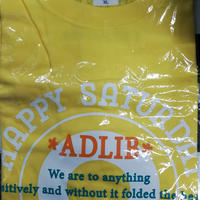 XL
HAPPY SATURDA
*ADLIB*
We are to anything
sitively and without it folded the